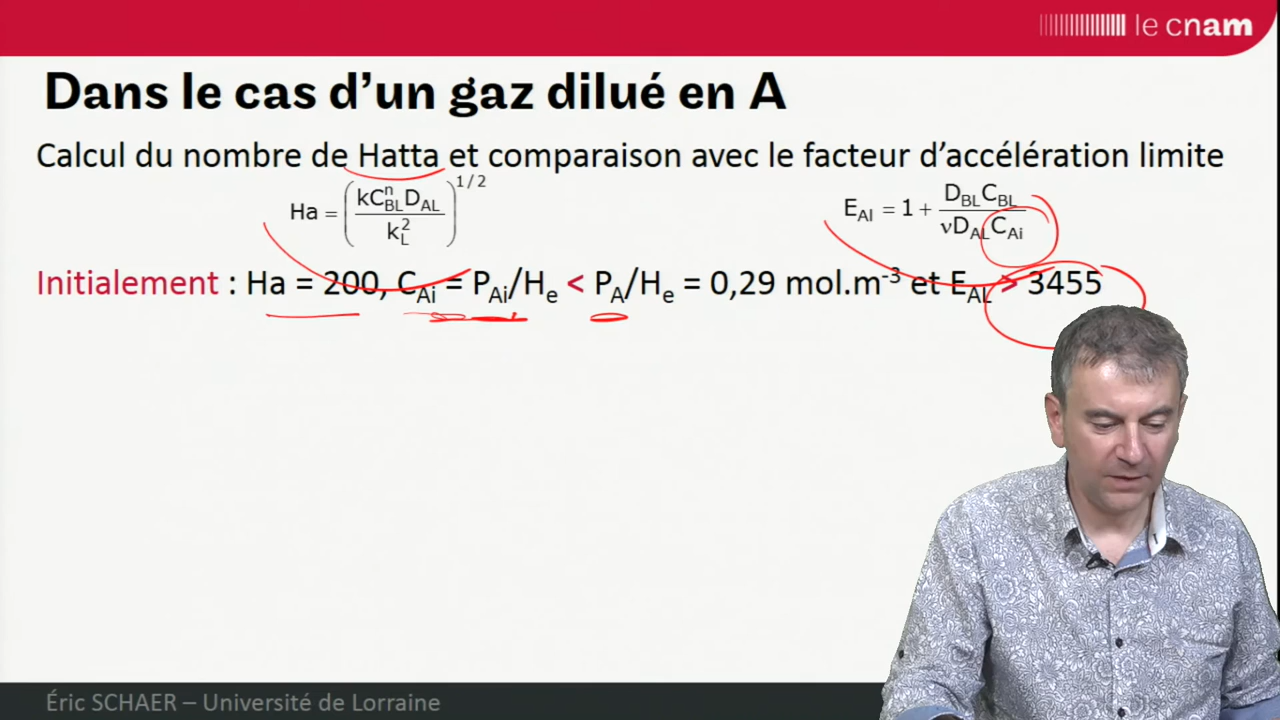 le cnam
Dans le cas d’un gaz dilué en A
Calcul du nombre de Hatta et comparaison avec le facteur d’accélération limite
Ha = (kC^n_BL D_AL / k_L^2)^1/2
E_Al = 1 + D_BL C_BL / νD_AL C_Ai
Initialement : Ha = 200, C_Ai = P_Ai/H_e < P_A/H_e = 0,29 mol.m^-3 et E_AL > 3455
Éric SCHAER – Université de Lorraine